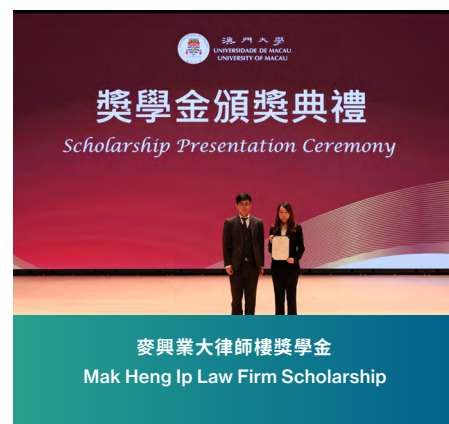 澳門大學
UNIVERSIDADE DE MACAU
UNIVERSITY OF MACAU
獎學金頒獎典禮
Scholarship Presentation Ceremony
麥興業大律師樓獎學金
Mak Heng Ip Law Firm Scholarship